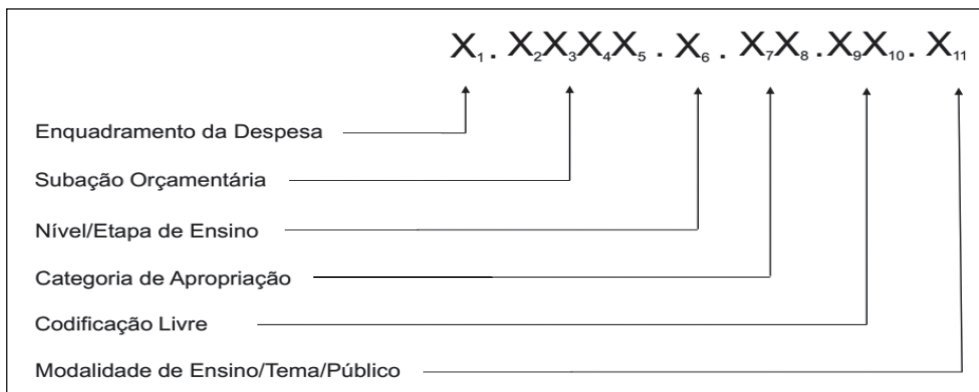 X₁.X₂X₃X₄X₅.X₆.X₇X₈.X₉X₁₀.X₁₁
Enquadramento da Despesa
Subação Orçamentária
Nível/Etapa de Ensino
Categoria de Apropriação
Codificação Livre
Modalidade de Ensino/Tema/Público